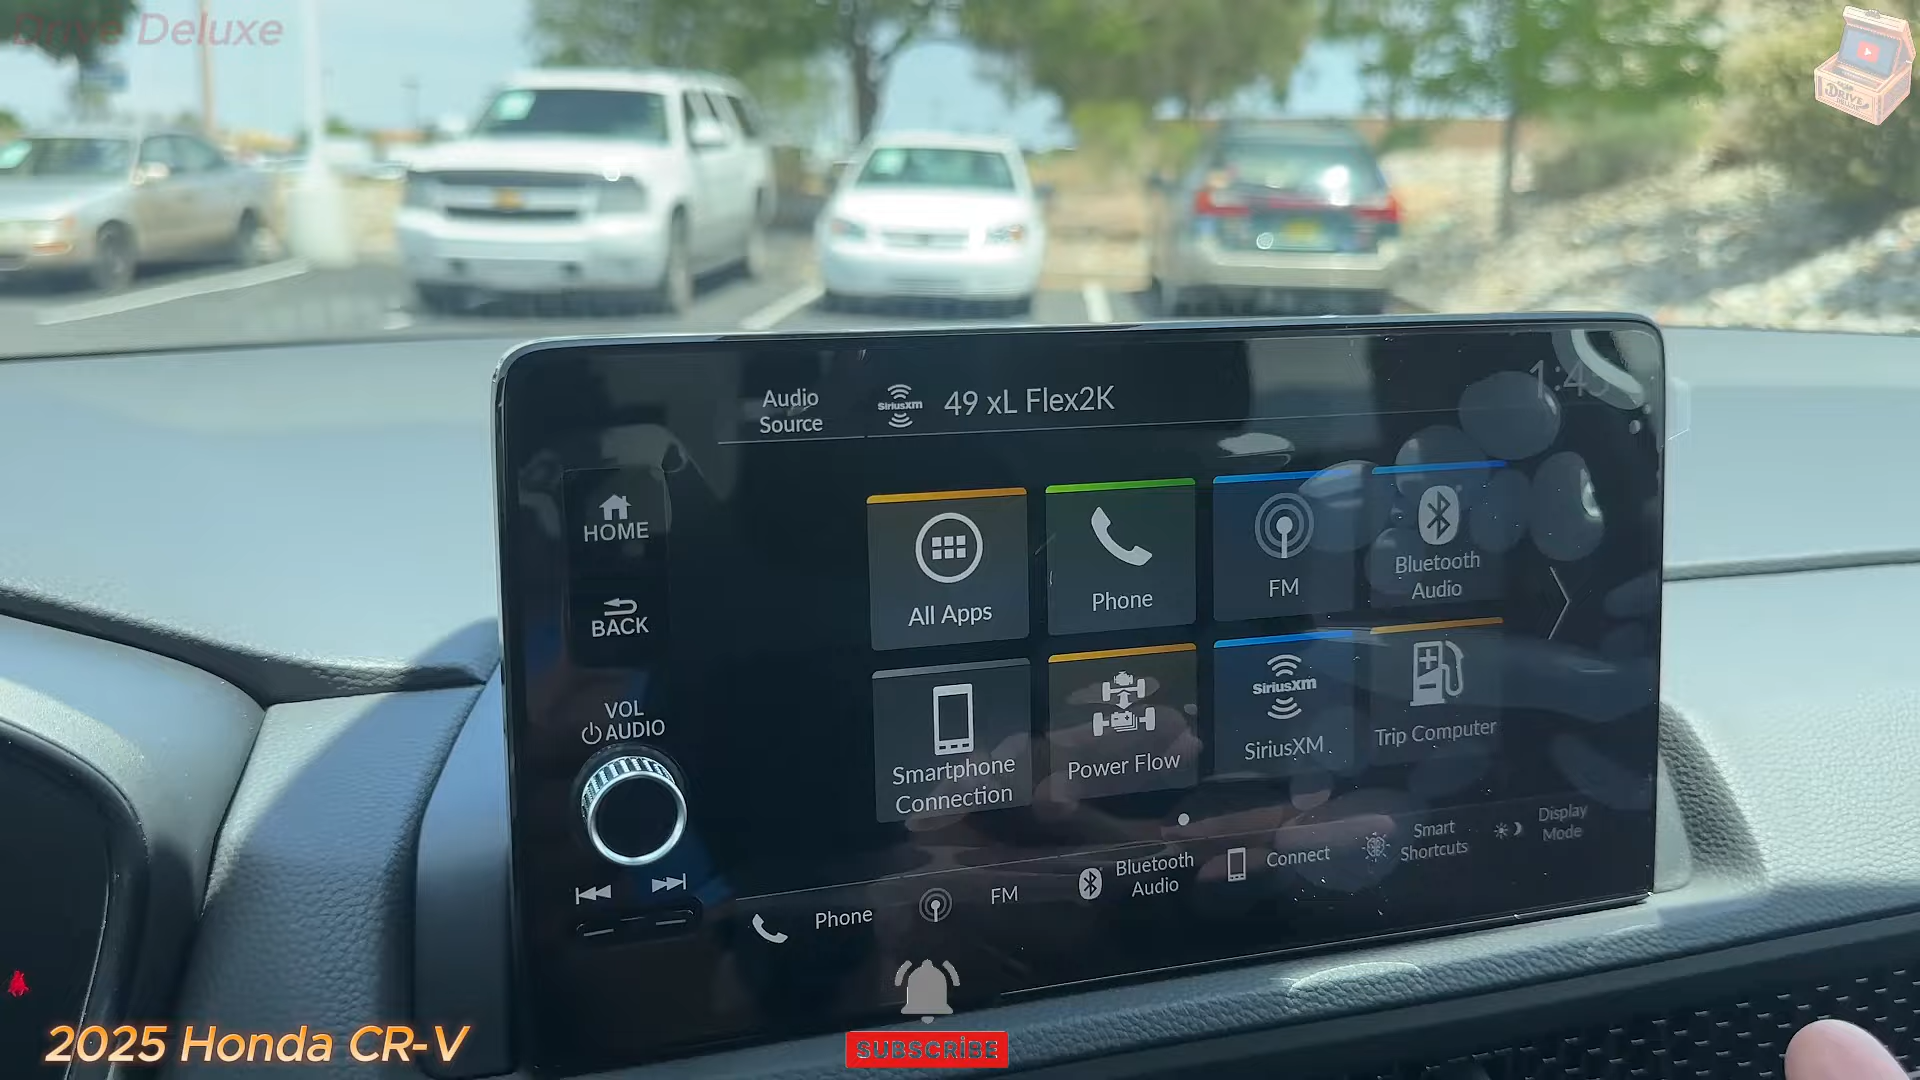 Drive Deluxe
DRIVE
DELUXE
Audio
Source
SiriusXM
49 xL Flex2K
HOME
BACK
VOL
AUDIO
All Apps
Phone
FM
Bluetooth
Audio
Smartphone
Connection
Power Flow
SiriusXM
SiriusXM
Trip Computer
Phone
FM
Bluetooth
Audio
Connect
Smart
Shortcuts
Display
Mode
2025 Honda CR-V
SUBSCRIBE